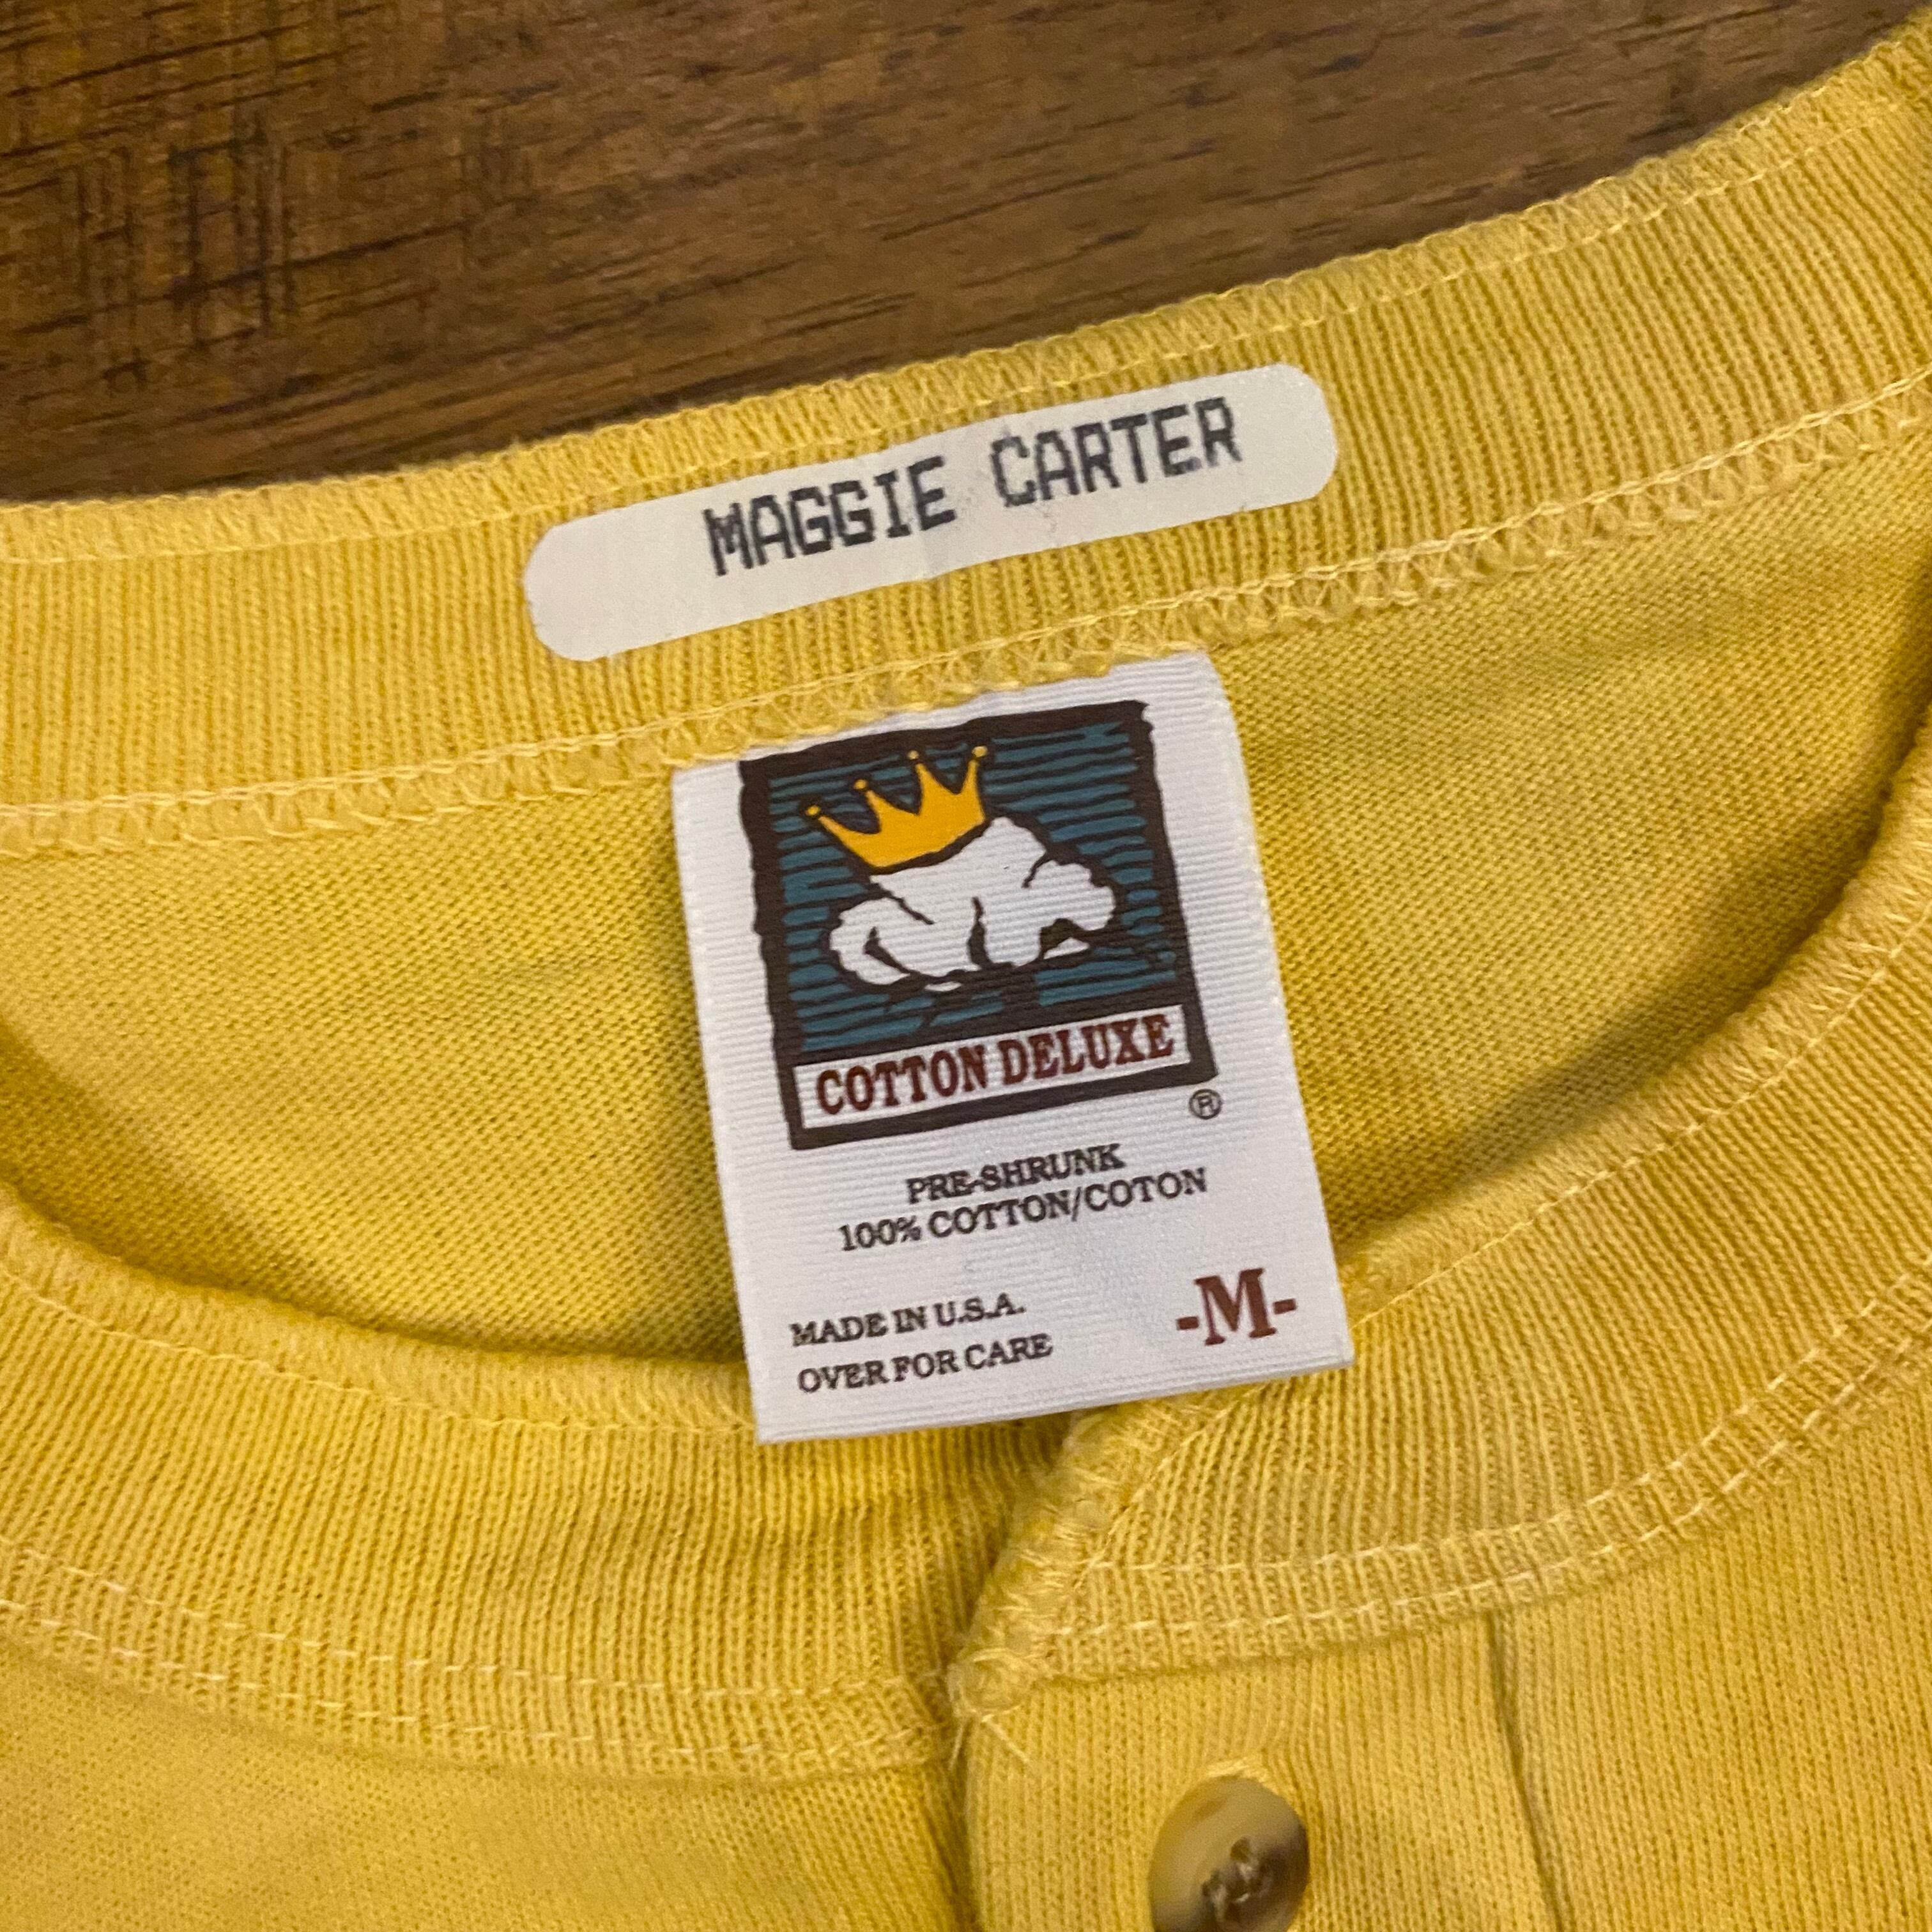 MAGGIE CARTER
COTTON DELUXE
®
PRE-SHRUNK
100% COTTON/COTON
MADE IN U.S.A.
OVER FOR CARE
-M-